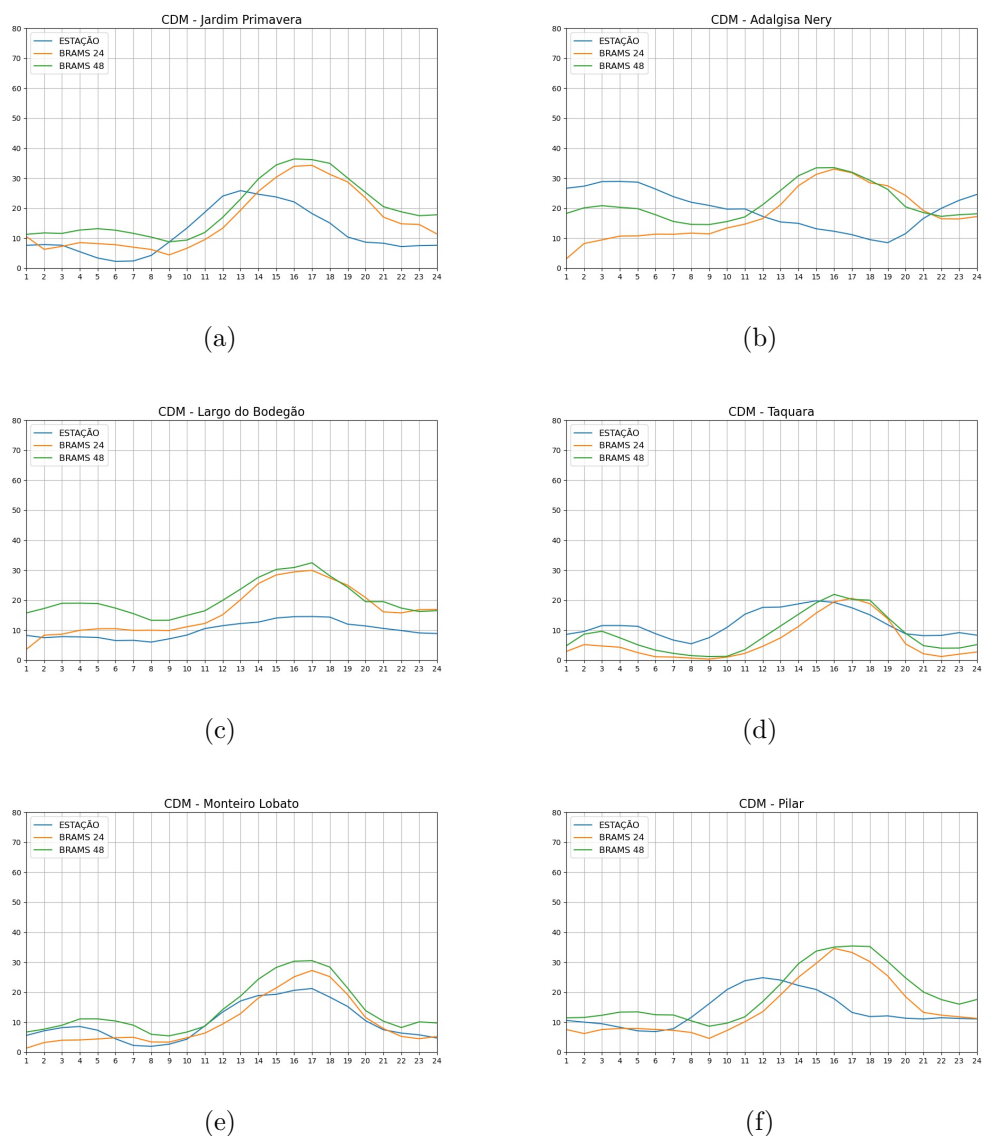 CDM - Jardim Primavera
80
70
60
50
40
30
20
10
0
ESTAÇÃO
BRAMS 24
BRAMS 48
1 2 3 4 5 6 7 8 9 10 11 12 13 14 15 16 17 18 19 20 21 22 23 24
(a)
CDM - Adalgisa Nery
80
70
60
50
40
30
20
10
0
ESTAÇÃO
BRAMS 24
BRAMS 48
1 2 3 4 5 6 7 8 9 10 11 12 13 14 15 16 17 18 19 20 21 22 23 24
(b)
CDM - Largo do Bodegão
80
70
60
50
40
30
20
10
0
ESTAÇÃO
BRAMS 24
BRAMS 48
1 2 3 4 5 6 7 8 9 10 11 12 13 14 15 16 17 18 19 20 21 22 23 24
(c)
CDM - Taquara
80
70
60
50
40
30
20
10
0
ESTAÇÃO
BRAMS 24
BRAMS 48
1 2 3 4 5 6 7 8 9 10 11 12 13 14 15 16 17 18 19 20 21 22 23 24
(d)
CDM - Monteiro Lobato
80
70
60
50
40
30
20
10
0
ESTAÇÃO
BRAMS 24
BRAMS 48
1 2 3 4 5 6 7 8 9 10 11 12 13 14 15 16 17 18 19 20 21 22 23 24
(e)
CDM - Pilar
80
70
60
50
40
30
20
10
0
ESTAÇÃO
BRAMS 24
BRAMS 48
1 2 3 4 5 6 7 8 9 10 11 12 13 14 15 16 17 18 19 20 21 22 23 24
(f)